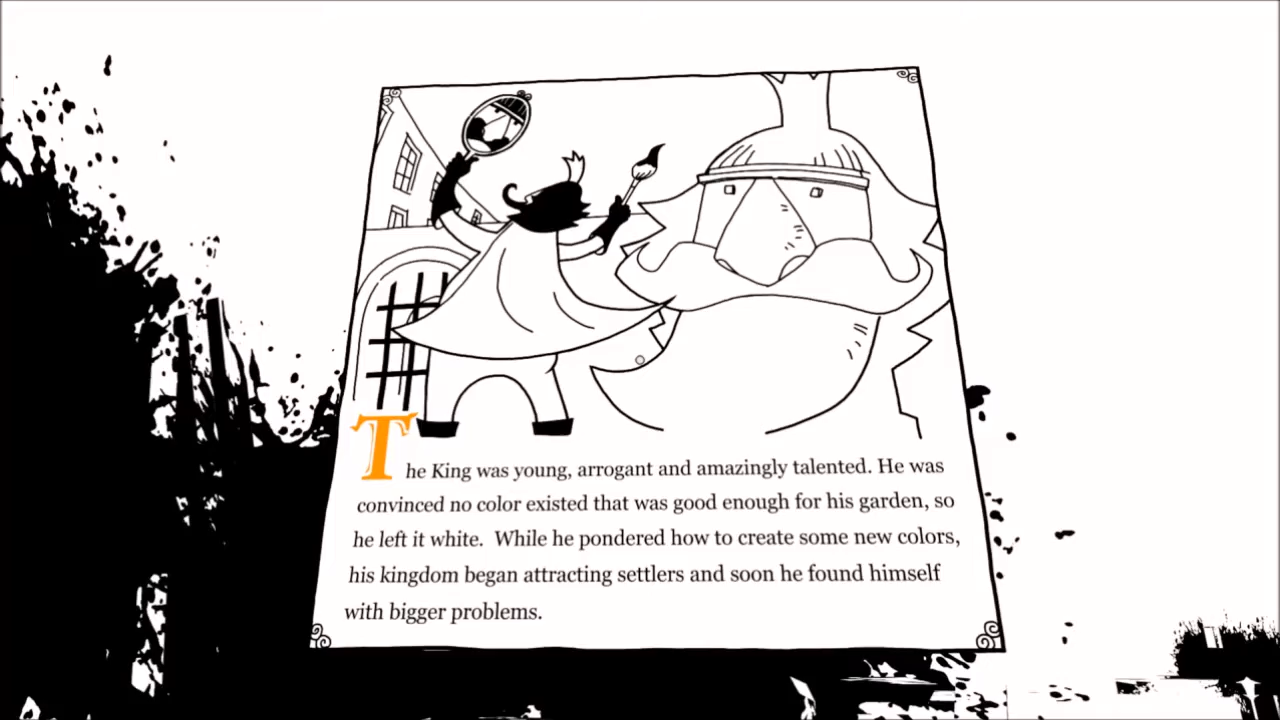 The King was young, arrogant and amazingly talented. He was
convinced no color existed that was good enough for his garden, so
he left it white. While he pondered how to create some new colors,
his kingdom began attracting settlers and soon he found himself
with bigger problems.